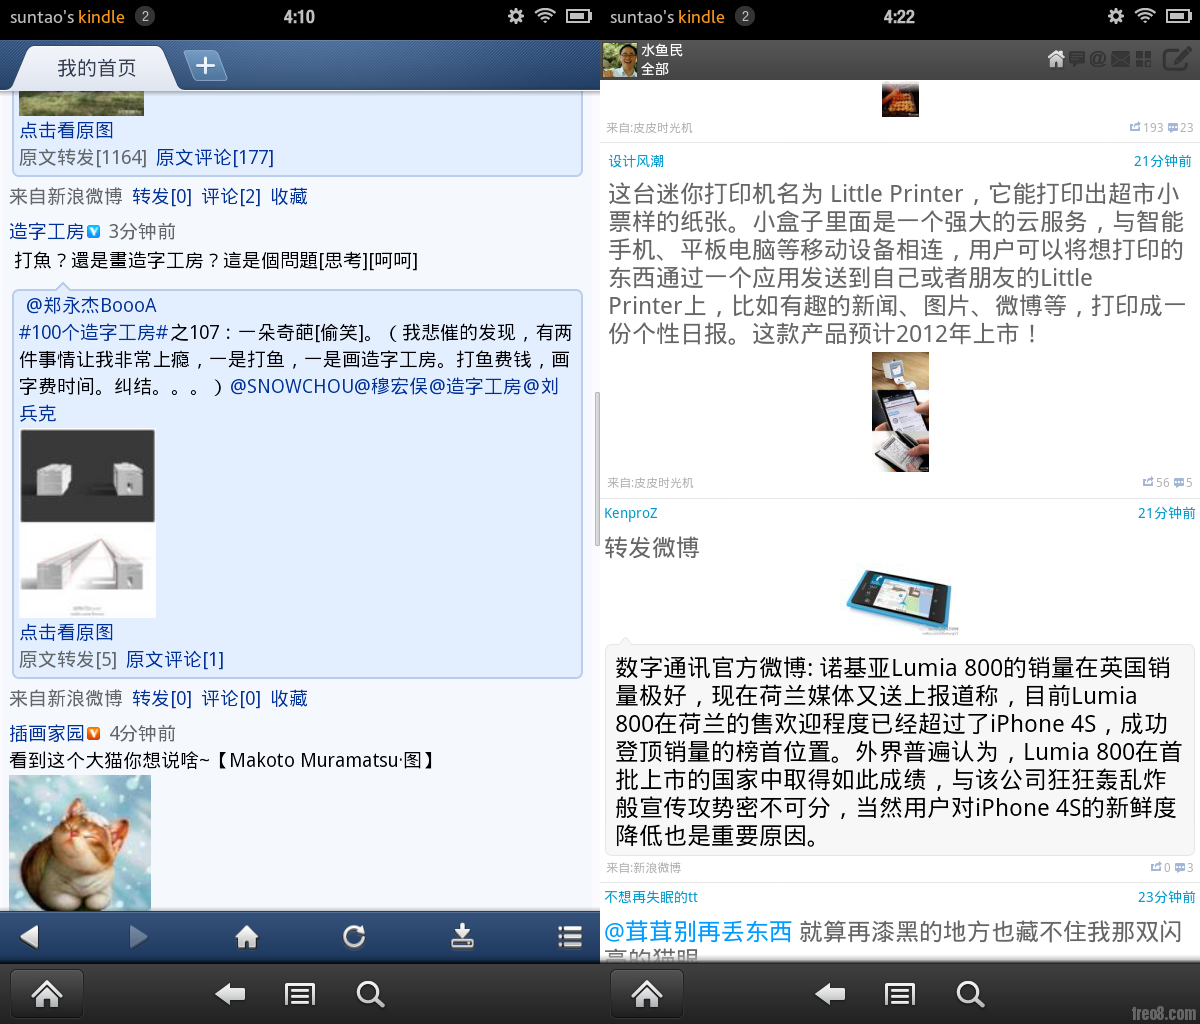 suntao's kindle 2 4:10
我的首页
点击看原图
原文转发[1164] 原文评论[177]
来自新浪微博 转发[0] 评论[2] 收藏
造字工房 3分钟前
打魚？還是畫造字工房？這是個問題[思考][呵呵]
@郑永杰BoooA
#100个造字工房#之107：一朵奇葩[偷笑]。（我悲催的发现，有两
件事情让我非常上瘾，一是打鱼，一是画造字工房。打鱼费钱，画
字费时间。纠结。。。）@SNOWCHOU@穆宏俣@造字工房@刘
兵克
点击看原图
原文转发[5] 原文评论[1]
来自新浪微博 转发[0] 评论[0] 收藏
插画家园 4分钟前
看到这个大猫你想说啥~【Makoto Muramatsu·图】
suntao's kindle 2 4:22
水鱼民
全部
来自:皮皮时光机 193 23
设计风潮 21分钟前
这台迷你打印机名为 Little Printer，它能打印出超市小
票样的纸张。小盒子里面是一个强大的云服务，与智能
手机、平板电脑等移动设备相连，用户可以将想打印的
东西通过一个应用发送到自己或者朋友的Little
Printer上，比如有趣的新闻、图片、微博等，打印成一
份个性日报。这款产品预计2012年上市！
来自:皮皮时光机 56 5
KenproZ 21分钟前
转发微博
数字通讯官方微博: 诺基亚Lumia 800的销量在英国销
量极好，现在荷兰媒体又送上报道称，目前Lumia
800在荷兰的售欢迎程度已经超过了iPhone 4S，成功
登顶销量的榜首位置。外界普遍认为，Lumia 800在首
批上市的国家中取得如此成绩，与该公司狂狂轰乱炸
般宣传攻势密不可分，当然用户对iPhone 4S的新鲜度
降低也是重要原因。
来自:新浪微博 0 3
不想再失眠的tt 23分钟前
@茸茸别再丢东西 就算再漆黑的地方也藏不住我那双闪
亮的猫眼
treo8.com